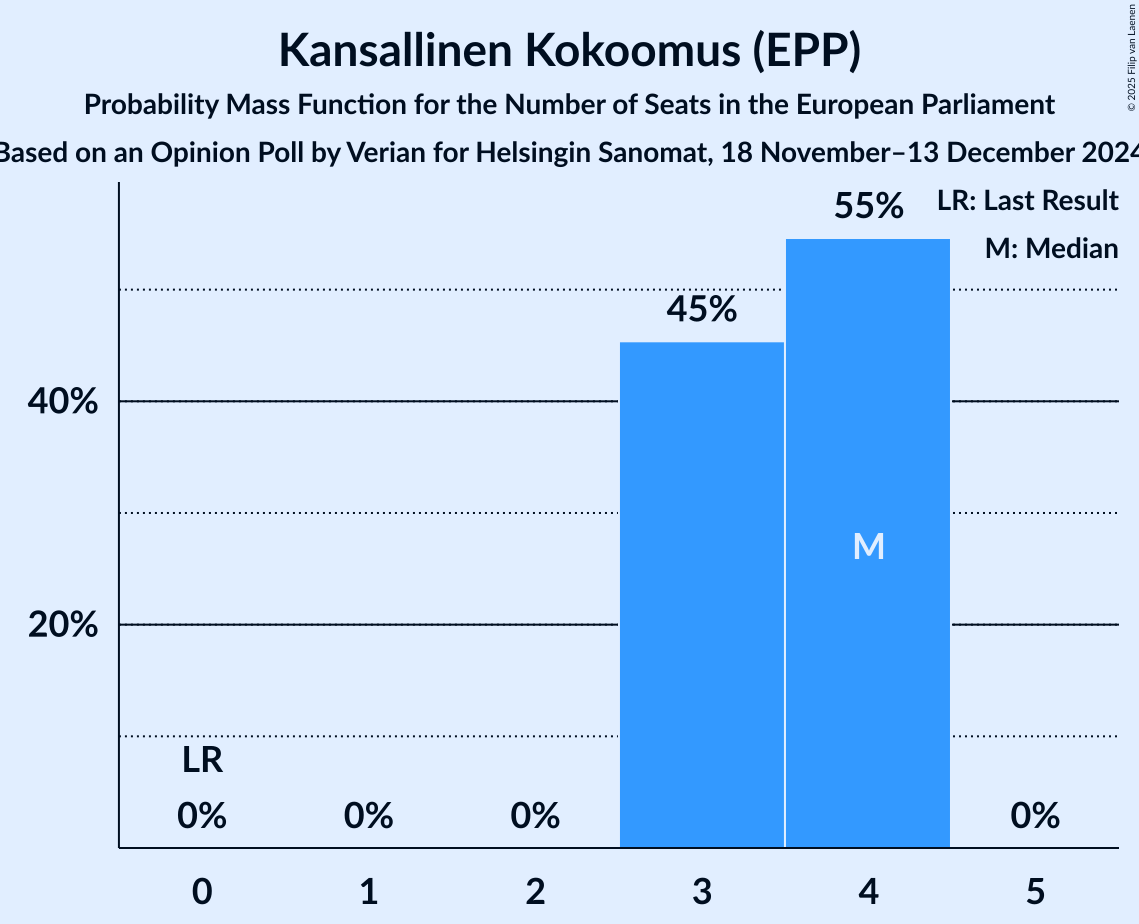 Kansallinen Kokoomus (EPP)
Probability Mass Function for the Number of Seats in the European Parliament
Based on an Opinion Poll by Verian for Helsingin Sanomat, 18 November–13 December 2024
© 2025 Filip van Laenen
LR: Last Result
M: Median
55%
45%
40%
20%
M
LR
0%
0%
0%
0%
0
1
2
3
4
5